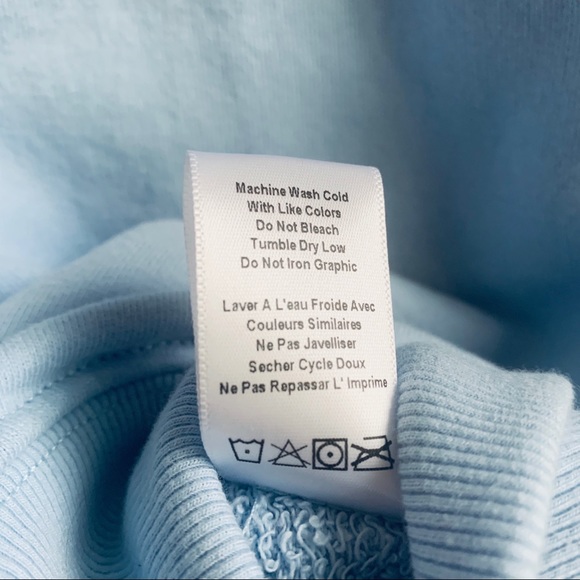 Machine Wash Cold
With Like Colors
Do Not Bleach
Tumble Dry Low
Do Not Iron Graphic
Laver A L'eau Froide Avec
Couleurs Similaires
Ne Pas Javelliser
Secher Cycle Doux
Ne Pas Repassar L' Imprime